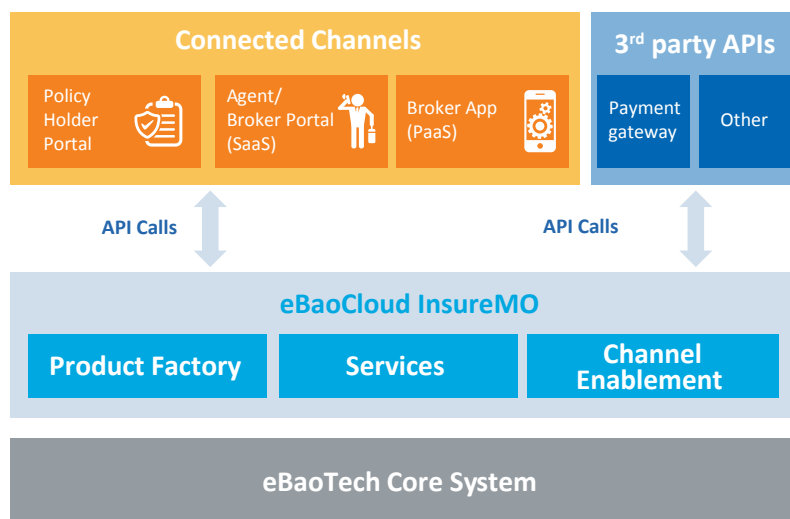 Connected Channels
Policy
Holder
Portal
Agent/
Broker Portal
(SaaS)
Broker App
(PaaS)
3rd party APIs
Payment
gateway
Other
API Calls
API Calls
eBaoCloud InsureMO
Product Factory
Services
Channel
Enablement
eBaoTech Core System